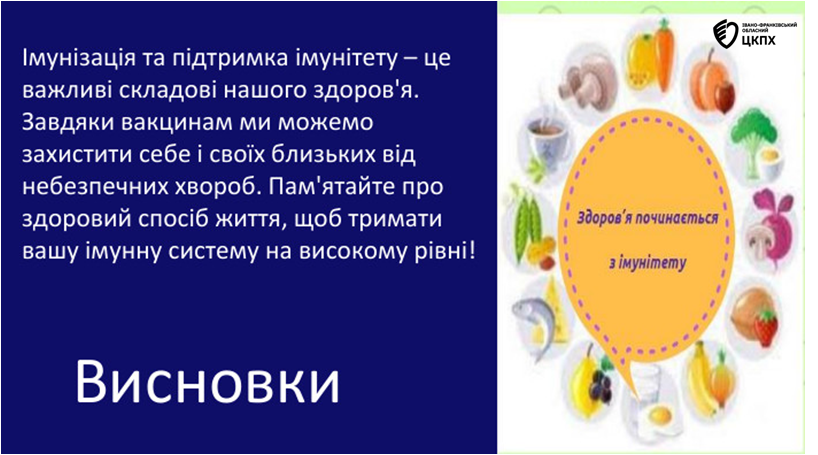 Імунізація та підтримка імунітету – це
важливі складові нашого здоров'я.
Завдяки вакцинам ми можемо
захистити себе і своїх близьких від
небезпечних хвороб. Пам'ятайте про
здоровий спосіб життя, щоб тримати
вашу імунну систему на високому рівні!
Висновки
ІВАНО-ФРАНКІВСЬКИЙ
ОБЛАСНИЙ
ЦКПХ
Здоров’я починається
з імунітету